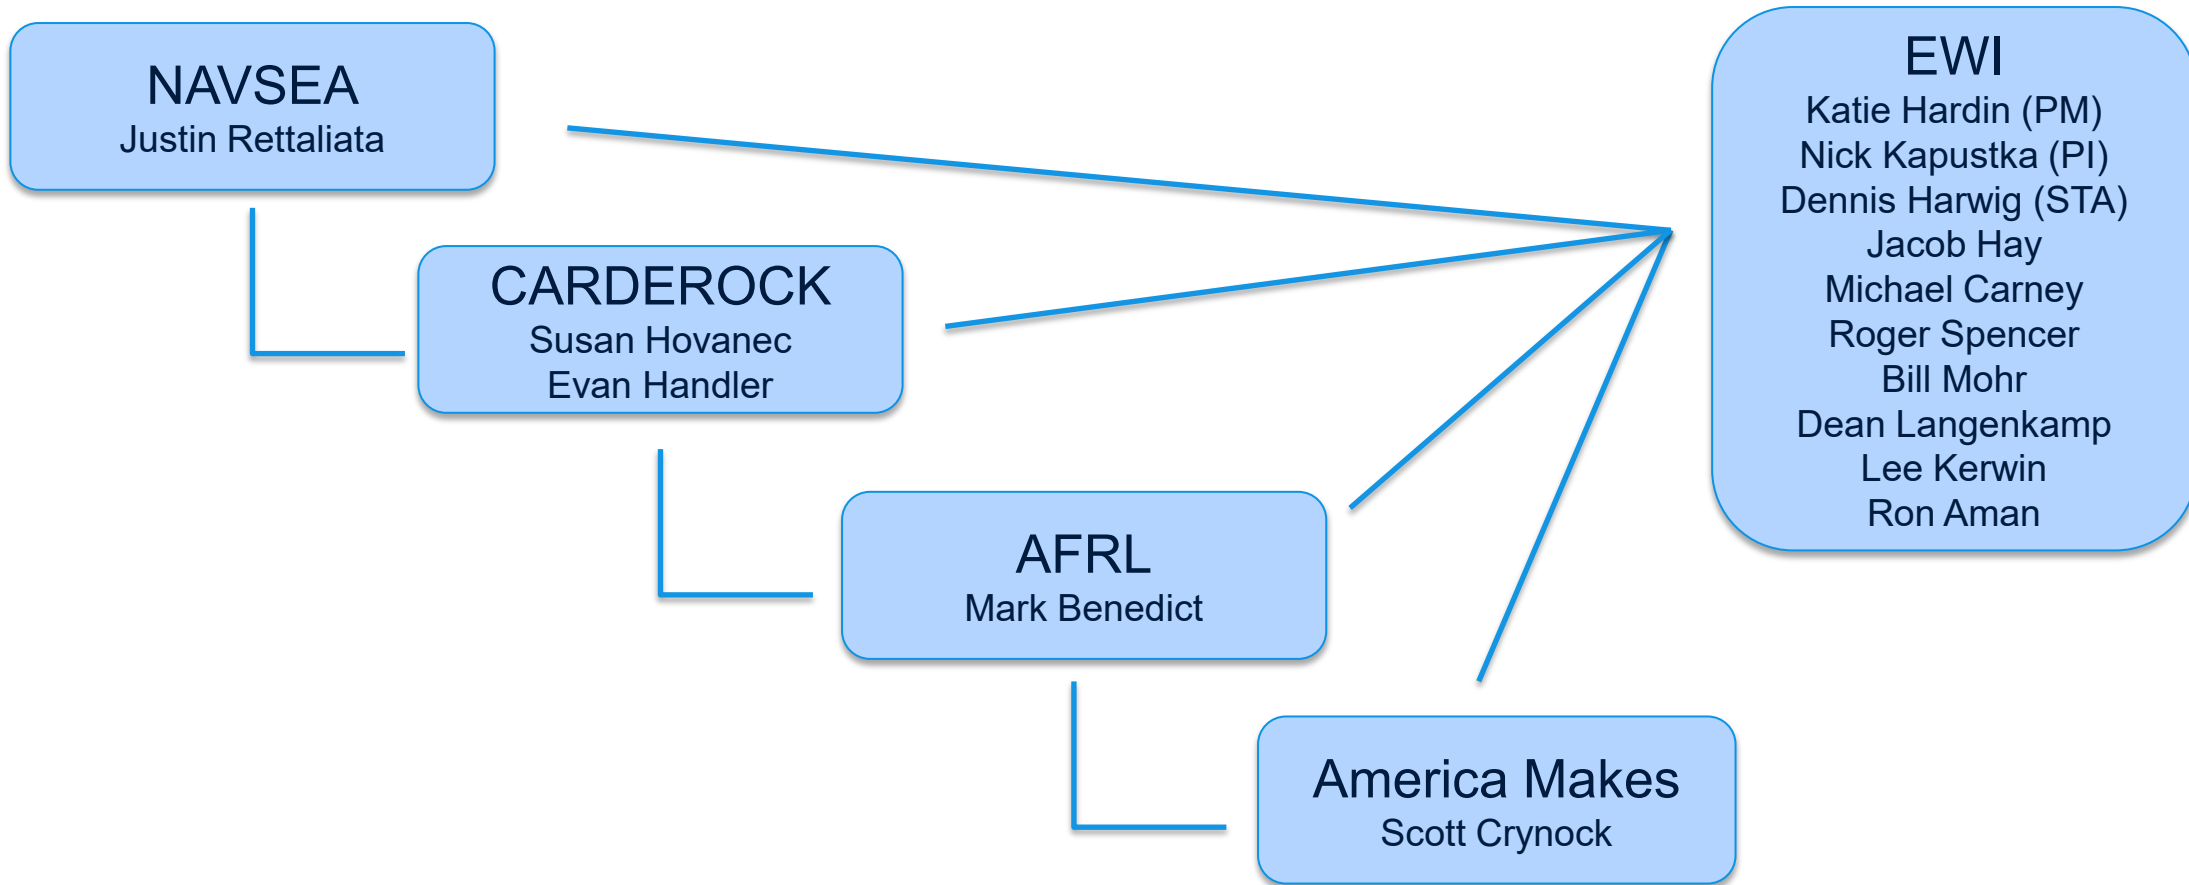 NAVSEA
Justin Rettaliata
CARDEROCK
Susan Hovanec
Evan Handler
AFRL
Mark Benedict
America Makes
Scott Crynock
EWI
Katie Hardin (PM)
Nick Kapustka (PI)
Dennis Harwig (STA)
Jacob Hay
Michael Carney
Roger Spencer
Bill Mohr
Dean Langenkamp
Lee Kerwin
Ron Aman